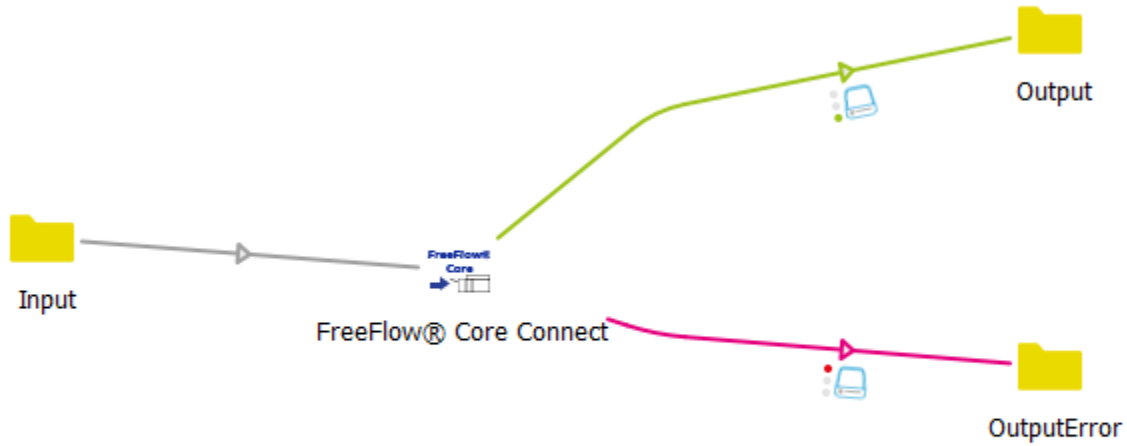 Output
FreeFlow®
Core
Input
FreeFlow® Core Connect
OutputError